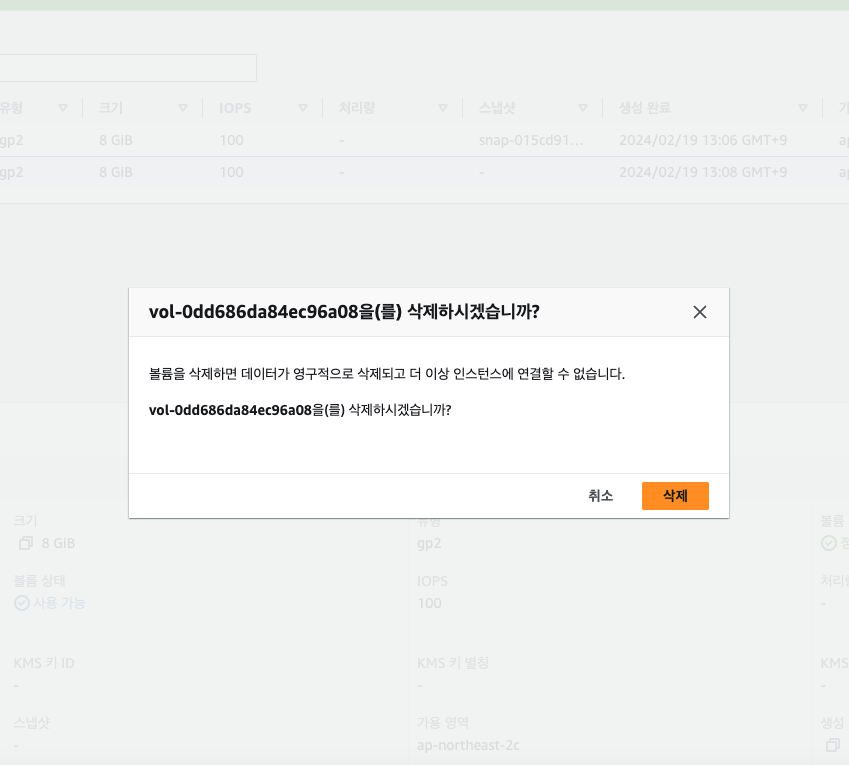 유형 크기 IOPS 처리량 스냅샷 생성 완료
gp2 8 GiB 100 - snap-015cd91... 2024/02/19 13:06 GMT+9
gp2 8 GiB 100 - - 2024/02/19 13:08 GMT+9
vol-0dd686da84ec96a08을(를) 삭제하시겠습니까?
볼륨을 삭제하면 데이터가 영구적으로 삭제되고 더 이상 인스턴스에 연결할 수 없습니다.
vol-0dd686da84ec96a08을(를) 삭제하시겠습니까?
취소 삭제
크기 유형 볼륨
8 GiB gp2
볼륨 상태 IOPS 처리량
사용 가능 100 -
KMS 키 ID KMS 키 별칭 KMS
- - -
스냅샷 가용 영역 생성
- ap-northeast-2c